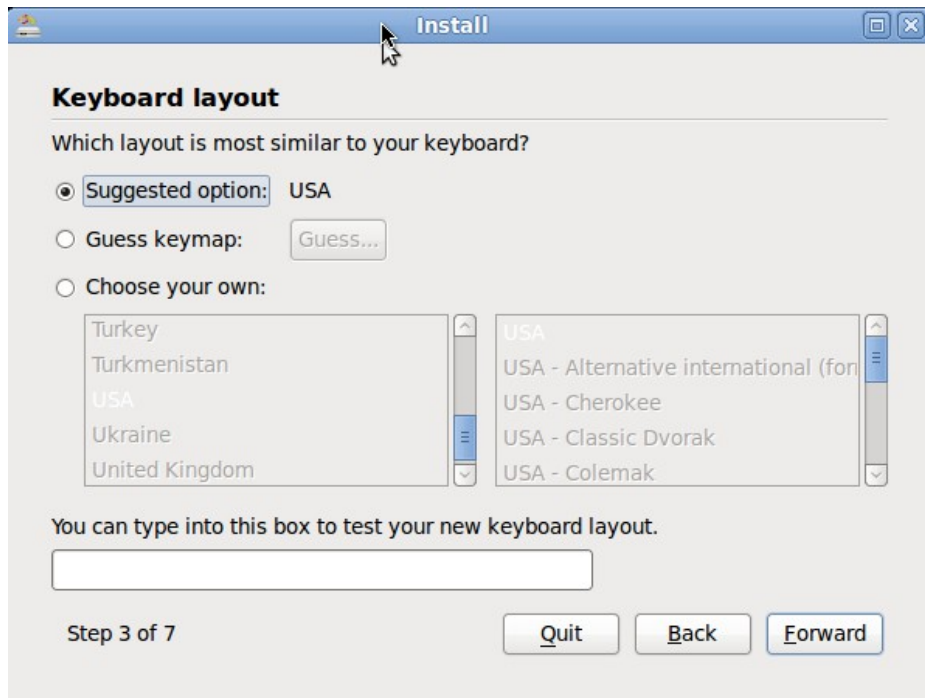 Install
Keyboard layout
Which layout is most similar to your keyboard?
Suggested option: USA
Guess keymap: Guess...
Choose your own:
Turkey
Turkmenistan
USA
Ukraine
United Kingdom
USA
USA - Alternative international (for
USA - Cherokee
USA - Classic Dvorak
USA - Colemak
You can type into this box to test your new keyboard layout.
Step 3 of 7 Quit Back Forward